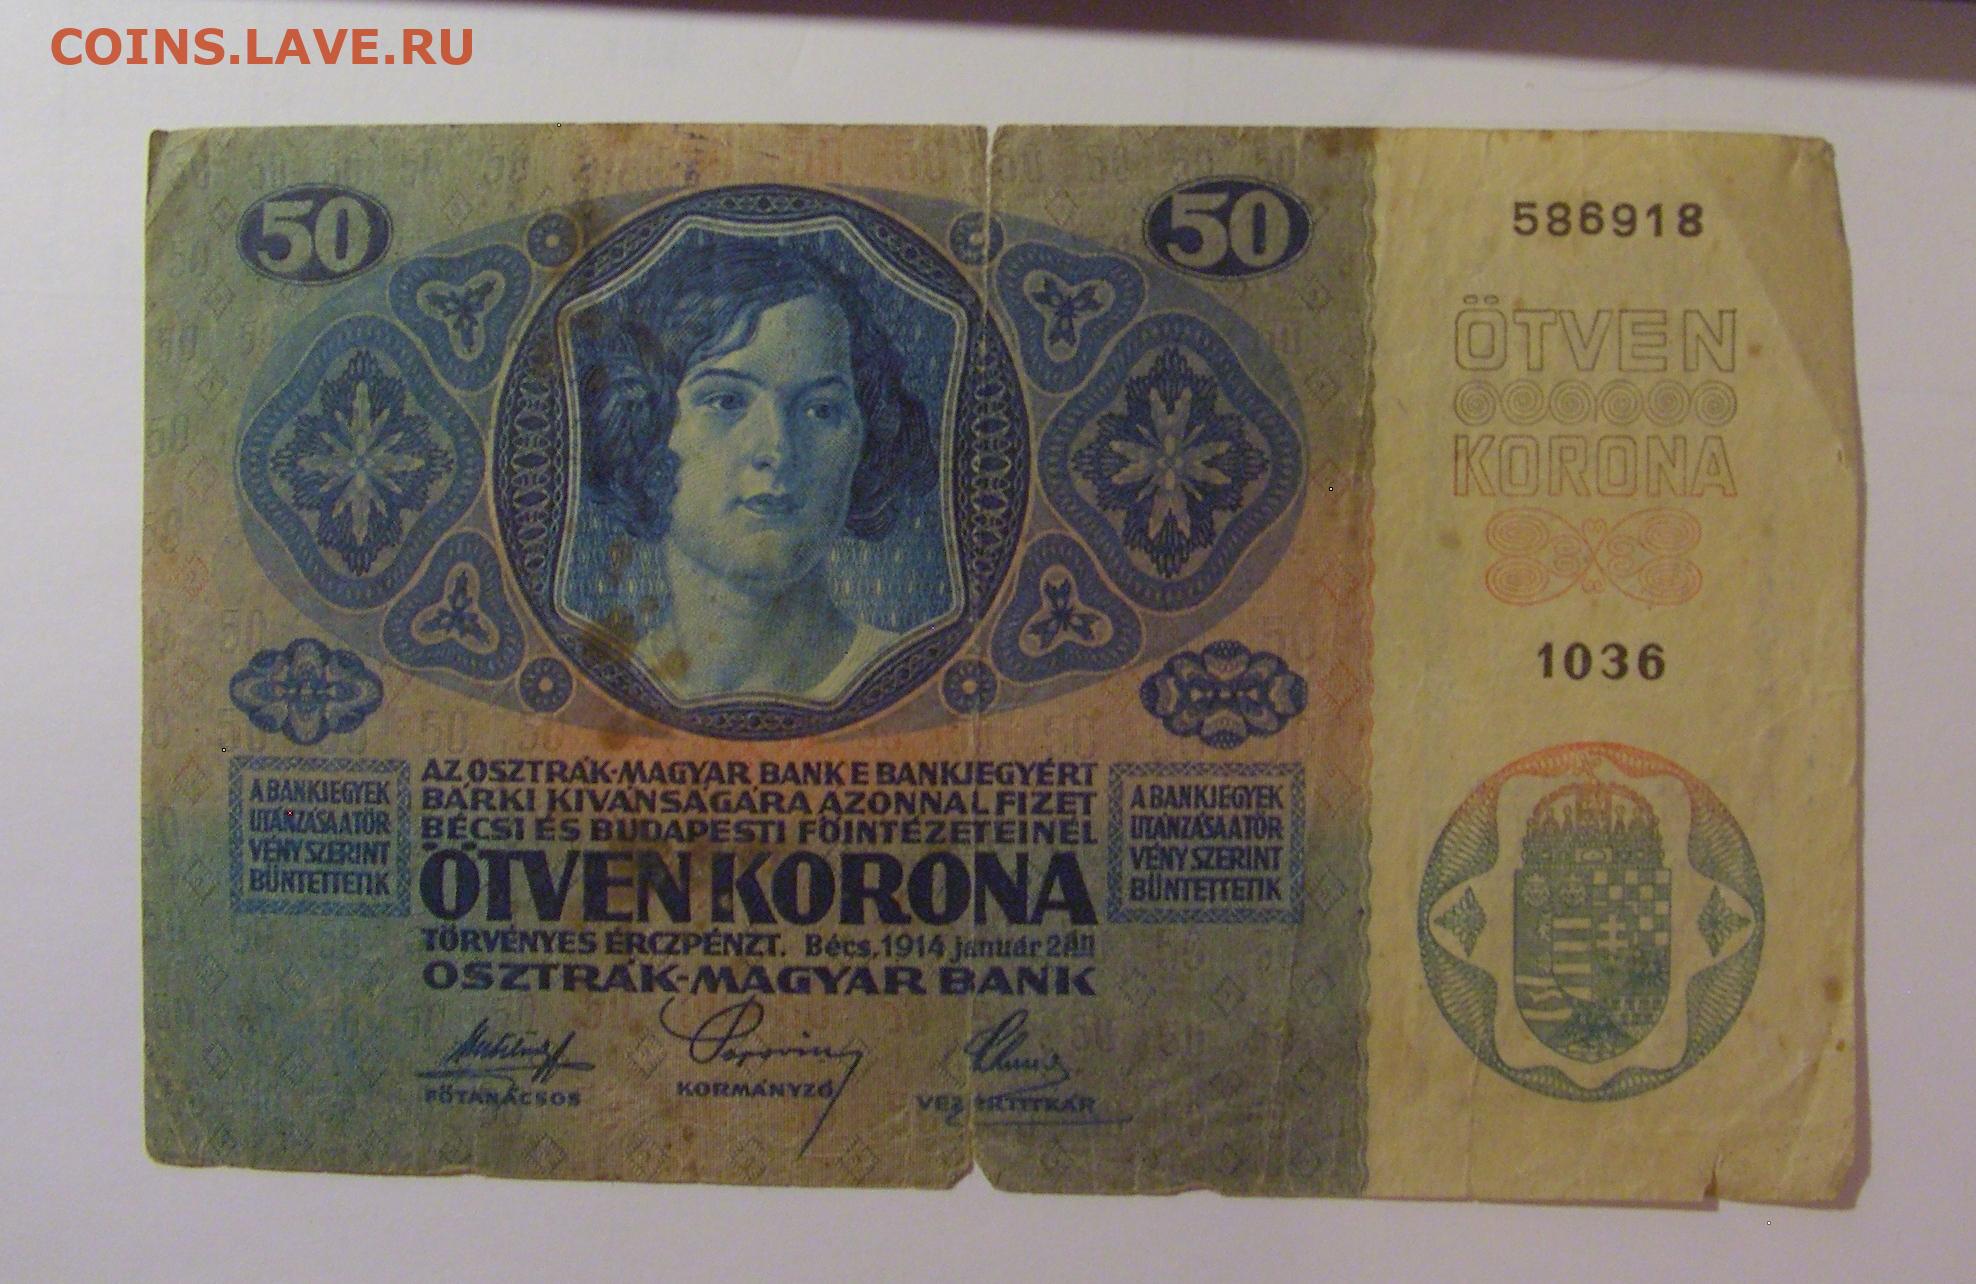 COINS.LAVE.RU
50
50
586918
ÖTVEN
KORONA
1036
AZ OSZTRÁK-MAGYAR BANK E BANKJEGYÉRT
BÁRKI KIVÁNSÁGÁRA AZONNAL FIZET
BÉCSI ÉS BUDAPESTI FŐINTÉZETEINÉL
ÖTVEN KORONA
TÖRVÉNYES ÉRCZPÉNZT. Bécs, 1914 január 2án
OSZTRÁK-MAGYAR BANK
A BANKJEGYEK
UTÁNZÁSA A TÖR
VÉNY SZERINT
BÜNTETTETIK
A BANKJEGYEK
UTÁNZÁSA A TÖR
VÉNY SZERINT
BÜNTETTETIK
FŐTANÁCSOS
KORMÁNYZÓ
VEZÉRTITKÁR